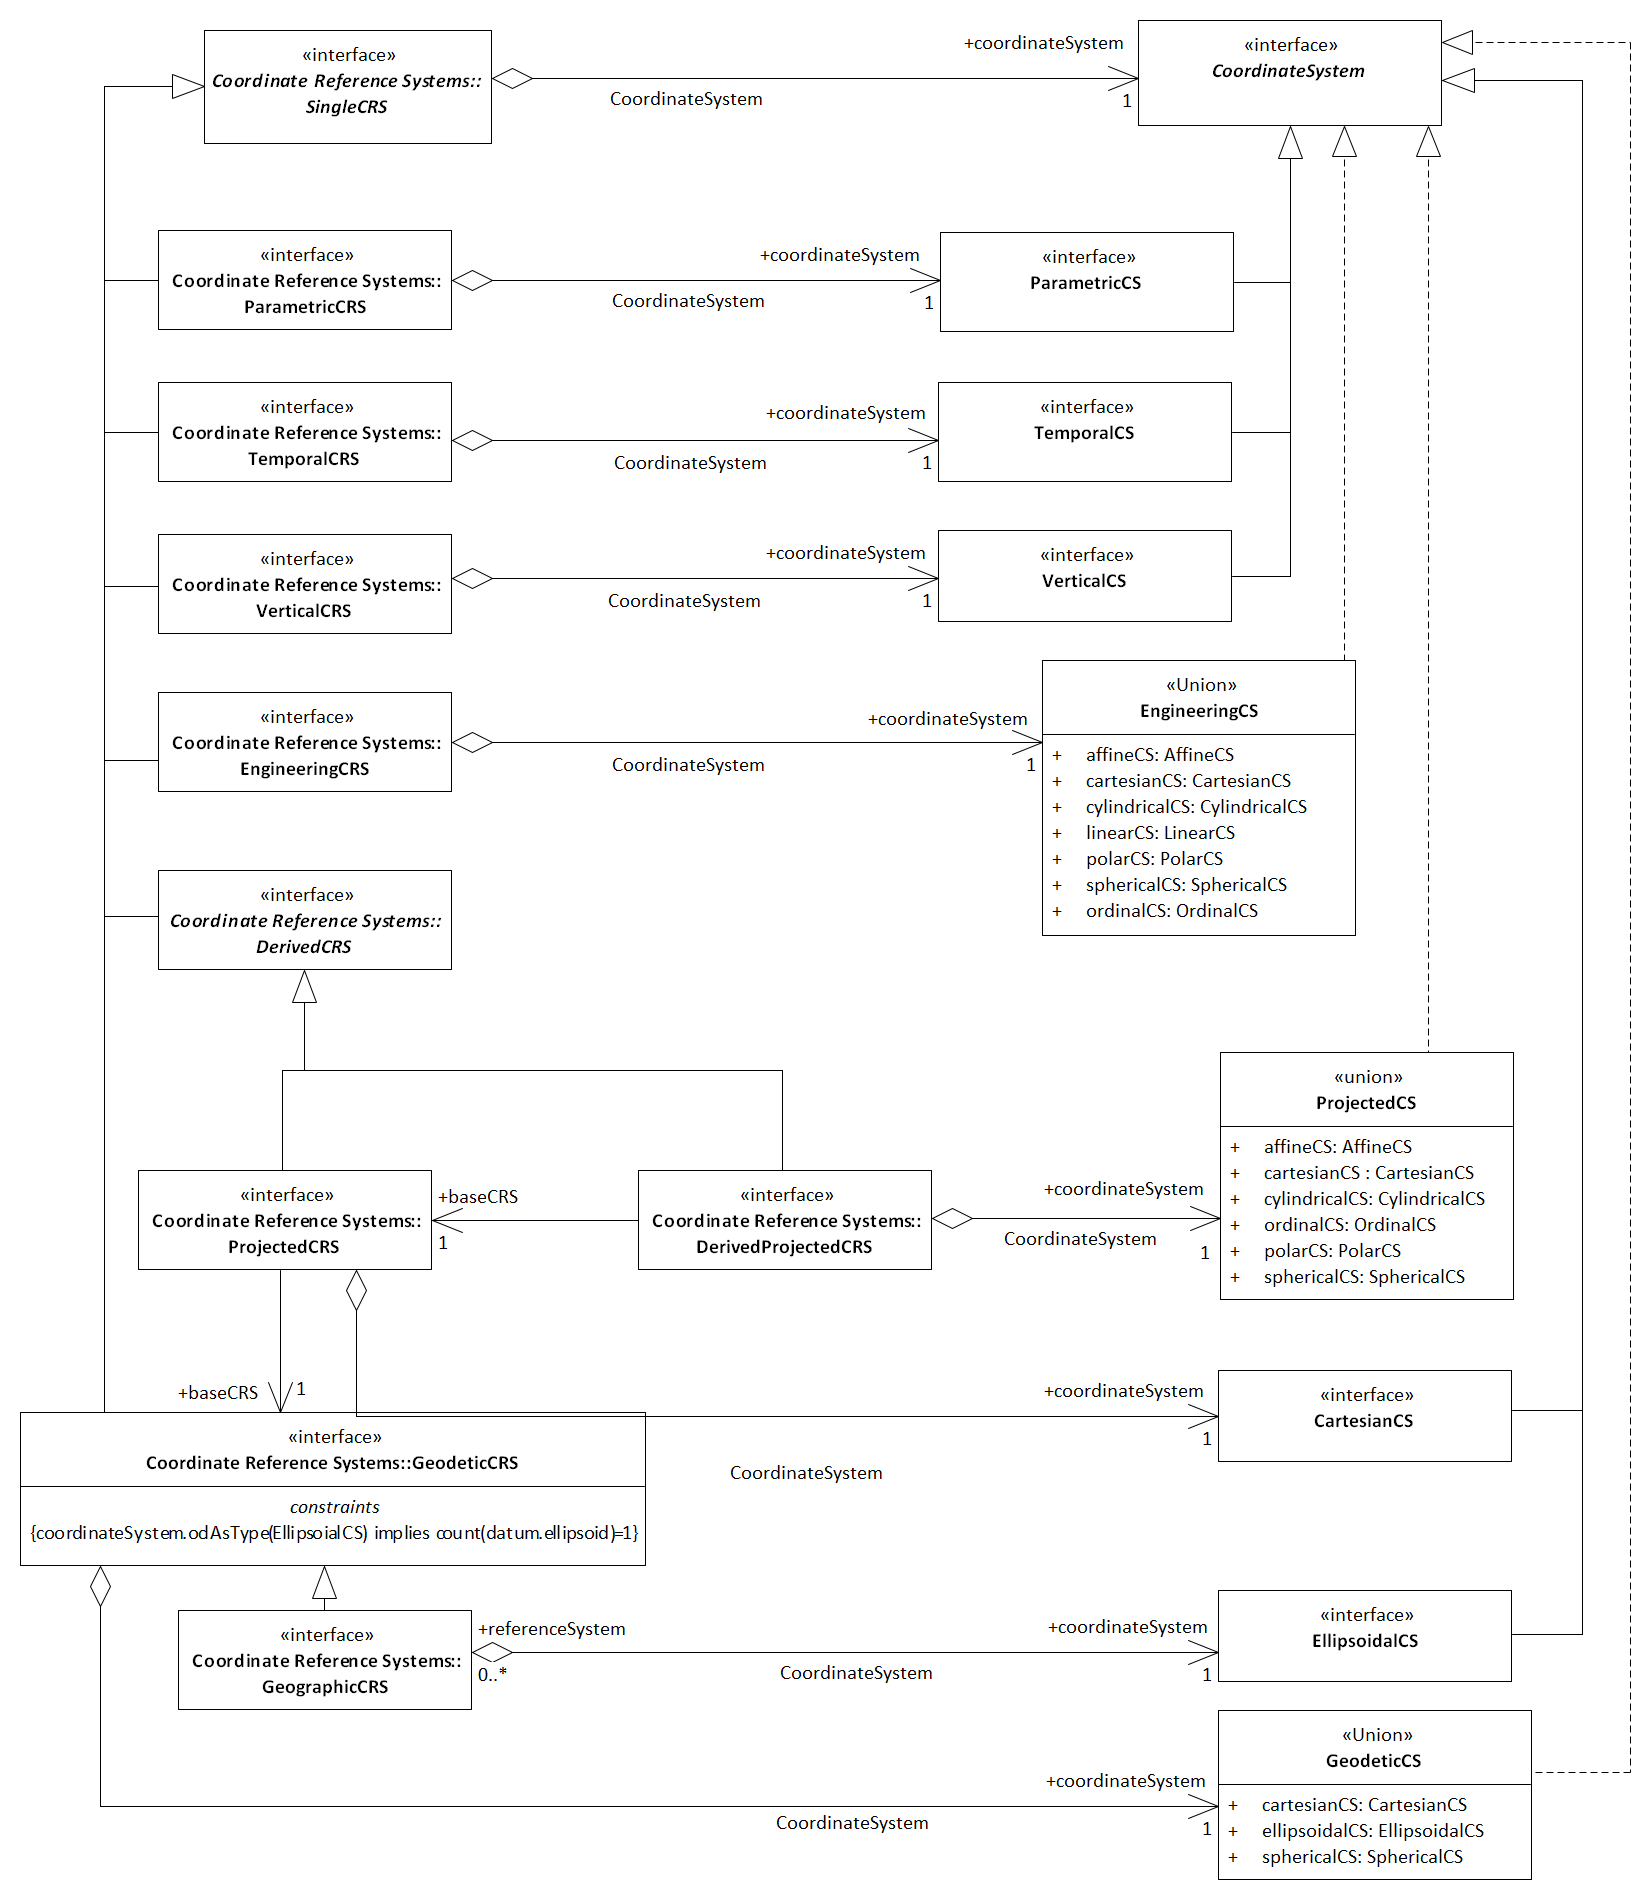 «interface»
Coordinate Reference Systems::
SingleCRS
+coordinateSystem
CoordinateSystem
1
«interface»
CoordinateSystem
«interface»
Coordinate Reference Systems::
ParametricCRS
+coordinateSystem
CoordinateSystem
1
«interface»
ParametricCS
«interface»
Coordinate Reference Systems::
TemporalCRS
+coordinateSystem
CoordinateSystem
1
«interface»
TemporalCS
«interface»
Coordinate Reference Systems::
VerticalCRS
+coordinateSystem
CoordinateSystem
1
«interface»
VerticalCS
«interface»
Coordinate Reference Systems::
EngineeringCRS
+coordinateSystem
CoordinateSystem
1
«Union»
EngineeringCS
+ affineCS: AffineCS
+ cartesianCS: CartesianCS
+ cylindricalCS: CylindricalCS
+ linearCS: LinearCS
+ polarCS: PolarCS
+ sphericalCS: SphericalCS
+ ordinalCS: OrdinalCS
«interface»
Coordinate Reference Systems::
DerivedCRS
«interface»
Coordinate Reference Systems::
ProjectedCRS
+baseCRS
1
«interface»
Coordinate Reference Systems::
DerivedProjectedCRS
+coordinateSystem
CoordinateSystem
1
«union»
ProjectedCS
+ affineCS: AffineCS
+ cartesianCS : CartesianCS
+ cylindricalCS: CylindricalCS
+ ordinalCS: OrdinalCS
+ polarCS: PolarCS
+ sphericalCS: SphericalCS
+baseCRS
1
+coordinateSystem
1
CoordinateSystem
«interface»
CartesianCS
«interface»
Coordinate Reference Systems::GeodeticCRS
constraints
{coordinateSystem.odAsType(EllipsoialCS) implies count(datum.ellipsoid)=1}
«interface»
Coordinate Reference Systems::
GeographicCRS
+referenceSystem
0..*
+coordinateSystem
CoordinateSystem
1
«interface»
EllipsoidalCS
+coordinateSystem
CoordinateSystem
1
«Union»
GeodeticCS
+ cartesianCS: CartesianCS
+ ellipsoidalCS: EllipsoidalCS
+ sphericalCS: SphericalCS